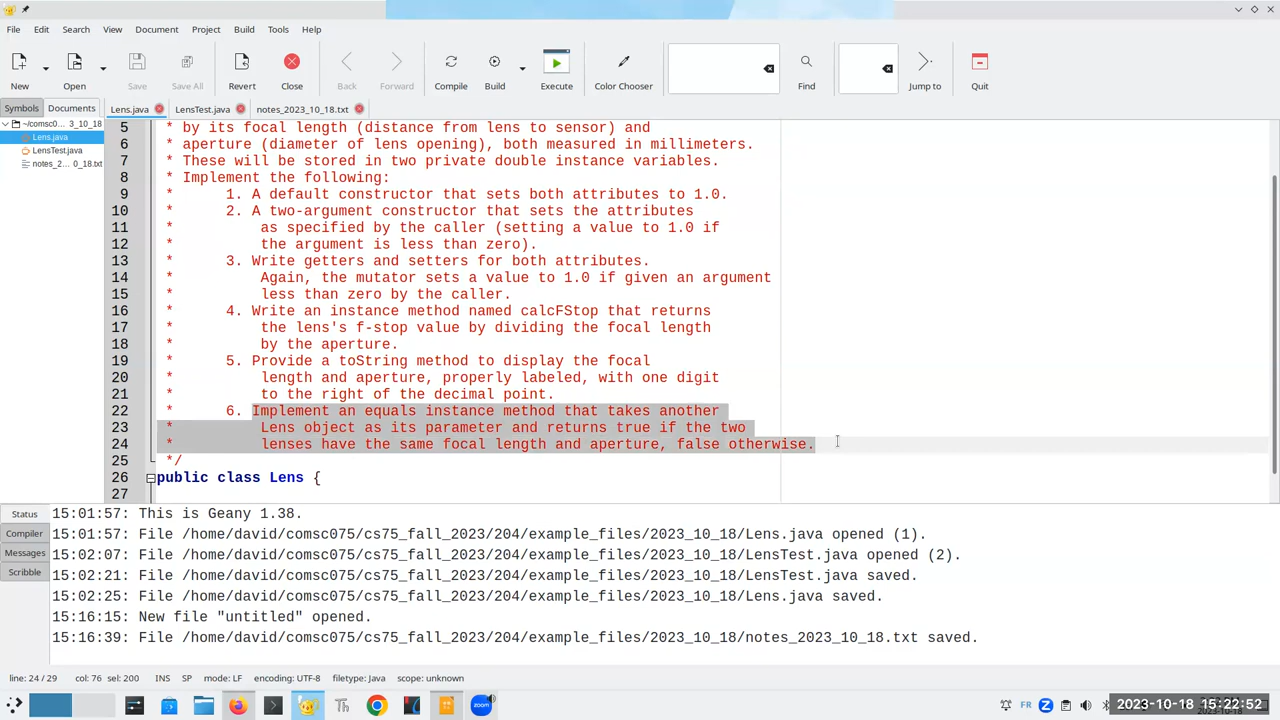 File Edit Search View Document Project Build Tools Help
New Open Save Save All Revert Close Back Forward Compile Build Execute Color Chooser Find Jump to Quit
Symbols Documents Lens.java LensTest.java notes_2023_10_18.txt
~/comsc0... 3_10_18
Lens.java
LensTest.java
notes_2... 0_18.txt
5 * by its focal length (distance from lens to sensor) and
6 * aperture (diameter of lens opening), both measured in millimeters.
7 * These will be stored in two private double instance variables.
8 * Implement the following:
9 * 1. A default constructor that sets both attributes to 1.0.
10 * 2. A two-argument constructor that sets the attributes
11 * as specified by the caller (setting a value to 1.0 if
12 * the argument is less than zero).
13 * 3. Write getters and setters for both attributes.
14 * Again, the mutator sets a value to 1.0 if given an argument
15 * less than zero by the caller.
16 * 4. Write an instance method named calcFStop that returns
17 * the lens's f-stop value by dividing the focal length
18 * by the aperture.
19 * 5. Provide a toString method to display the focal
20 * length and aperture, properly labeled, with one digit
21 * to the right of the decimal point.
22 * 6. Implement an equals instance method that takes another
23 * Lens object as its parameter and returns true if the two
24 * lenses have the same focal length and aperture, false otherwise.
25 */
26 public class Lens {
27
Status
Compiler
Messages
Scribble
15:01:57: This is Geany 1.38.
15:01:57: File /home/david/comsc075/cs75_fall_2023/204/example_files/2023_10_18/Lens.java opened (1).
15:02:07: File /home/david/comsc075/cs75_fall_2023/204/example_files/2023_10_18/LensTest.java opened (2).
15:02:21: File /home/david/comsc075/cs75_fall_2023/204/example_files/2023_10_18/LensTest.java saved.
15:02:25: File /home/david/comsc075/cs75_fall_2023/204/example_files/2023_10_18/Lens.java saved.
15:16:15: New file "untitled" opened.
15:16:39: File /home/david/comsc075/cs75_fall_2023/204/example_files/2023_10_18/notes_2023_10_18.txt saved.
line: 24 / 29 col: 76 sel: 200 INS SP mode: LF encoding: UTF-8 filetype: Java scope: unknown
Th zoom FR Z 2023-10-18 15:22:52